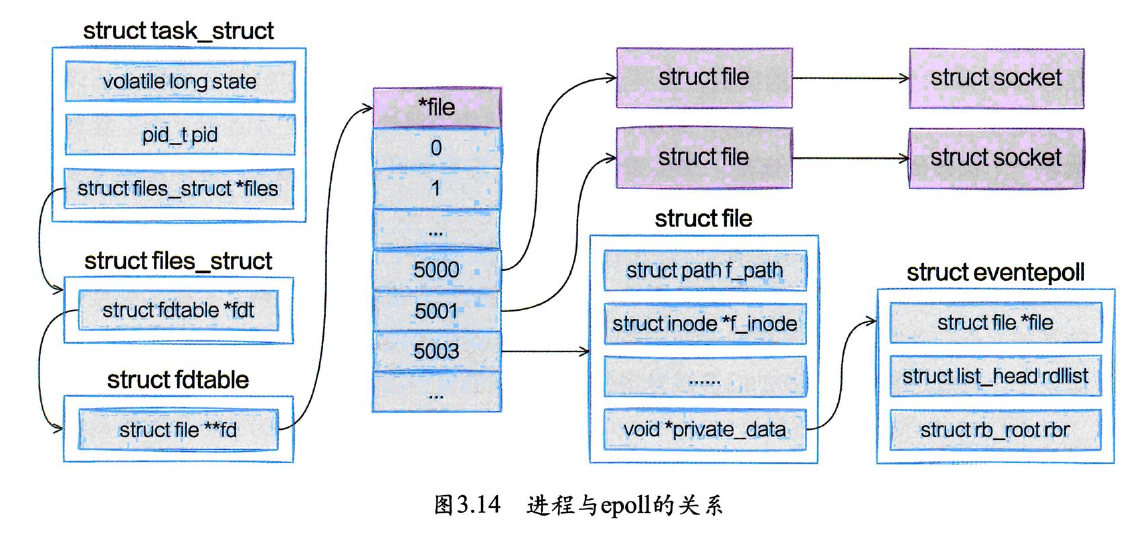 struct task_struct
volatile long state
pid_t pid
struct files_struct *files
struct files_struct
struct fdtable *fdt
struct fdtable
struct file **fd
*file
0
1
...
5000
5001
5003
...
struct file
struct socket
struct file
struct socket
struct file
struct path f_path
struct inode *f_inode
......
void *private_data
struct eventepoll
struct file *file
struct list_head rdllist
struct rb_root rbr
图3.14 进程与epoll的关系